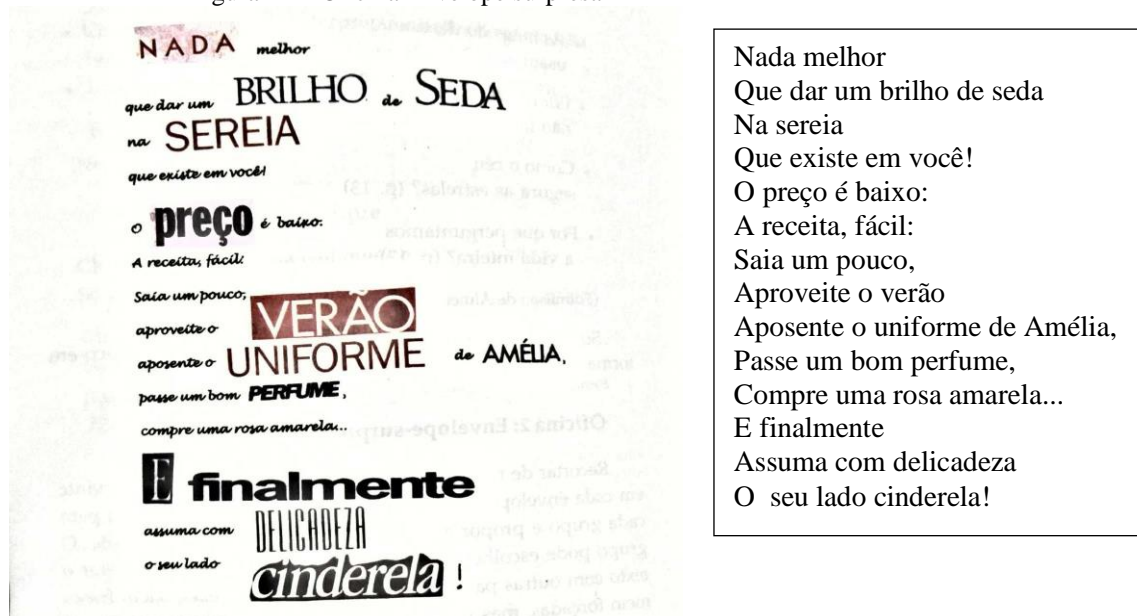 NADA melhor
que dar um BRILHO de SEDA
na SEREIA
que existe em você!
o preço é baixo.
A receita, fácil:
Saia um pouco,
aproveite o VERÃO
aposente o UNIFORME de AMÉLIA,
passe um bom PERFUME,
compre uma rosa amarela...
E finalmente
assuma com DELICADEZA
o seu lado cinderela!
Nada melhor
Que dar um brilho de seda
Na sereia
Que existe em você!
O preço é baixo:
A receita, fácil:
Saia um pouco,
Aproveite o verão
Aposente o uniforme de Amélia,
Passe um bom perfume,
Compre uma rosa amarela...
E finalmente
Assuma com delicadeza
O seu lado cinderela!